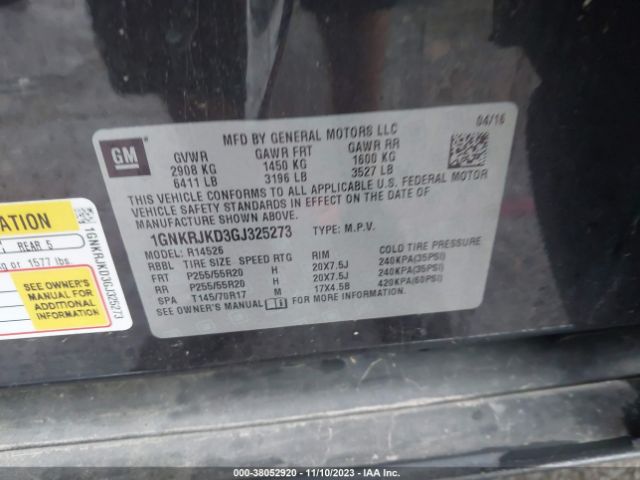 GM
MFD BY GENERAL MOTORS LLC
04/16
GVWR GAWR FRT GAWR RR
2908 KG 1450 KG 1600 KG
6411 LB 3196 LB 3527 LB
THIS VEHICLE CONFORMS TO ALL APPLICABLE U.S. FEDERAL MOTOR
VEHICLE SAFETY STANDARDS IN EFFECT ON THE DATE OF
MANUFACTURE SHOWN ABOVE.
1GNKRJKD3GJ325273 TYPE: M.P.V.
MODEL: R14526
RBBL TIRE SIZE SPEED RTG RIM COLD TIRE PRESSURE
FRT P255/55R20 H 20X7.5J 240KPA(35PSI)
RR P255/55R20 H 20X7.5J 240KPA(35PSI)
SPA T145/70R17 M 17X4.5B 420KPA(60PSI)
SEE OWNER'S MANUAL FOR MORE INFORMATION.
ATION
REAR 5
kg or 1577 lbs.
SEE OWNER'S
MANUAL FOR
ADDITIONAL
INFORMATION
1GNKRJKD3GJ325273
000-38052920 - 11/10/2023 - IAA Inc.